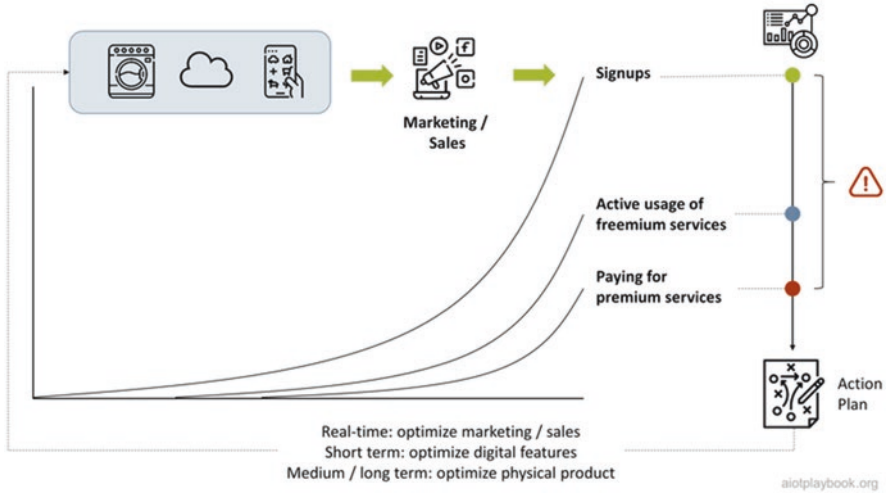 Marketing /
Sales
Signups
Active usage of
freemium services
Paying for
premium services
Action
Plan
Real-time: optimize marketing / sales
Short term: optimize digital features
Medium / long term: optimize physical product
aiotplaybook.org